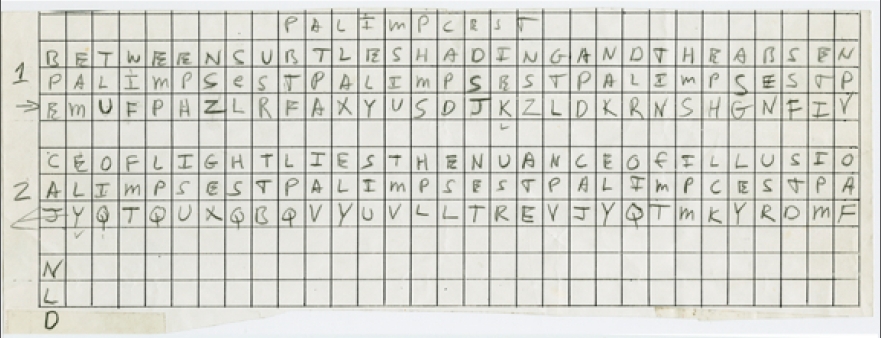 P A L I m P C E S T
B E T W E E N S U B T L E S H A D I N G A N D T H E A B S E N
1 P A L I m P S e S T P A L I m P S E S T P A L I m P S E S T P
→ E m U F P H Z L R F A X Y U S D J K Z L D K R N S H G N F I V
C E O F L I G H T L I E S T H E N U A N C E O F I L L U S I O
2 A L I m P S E S T P A L I m P S E S T P A L I m P C E S T P A
J Y Q T Q U X Q B Q V Y U V L L T R E V J Y Q T m K Y R D m F
N
L
D